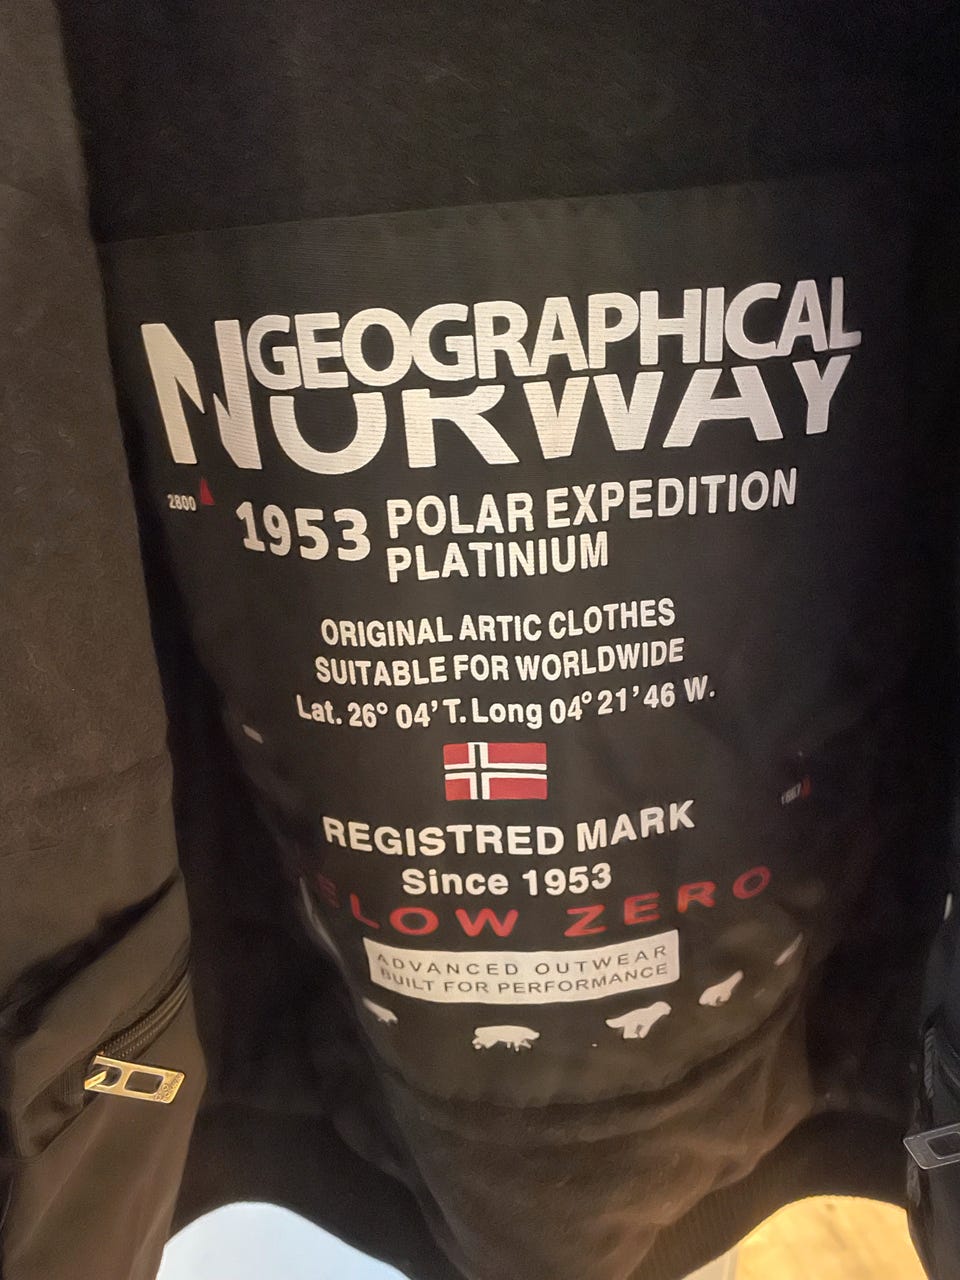 GEOGRAPHICAL
NORWAY
2800
1953 POLAR EXPEDITION
PLATINIUM
ORIGINAL ARTIC CLOTHES
SUITABLE FOR WORLDWIDE
Lat. 26° 04' T. Long 04° 21' 46 W.
REGISTRED MARK
Since 1953
ELOW ZERO
ADVANCED OUTWEAR
BUILT FOR PERFORMANCE